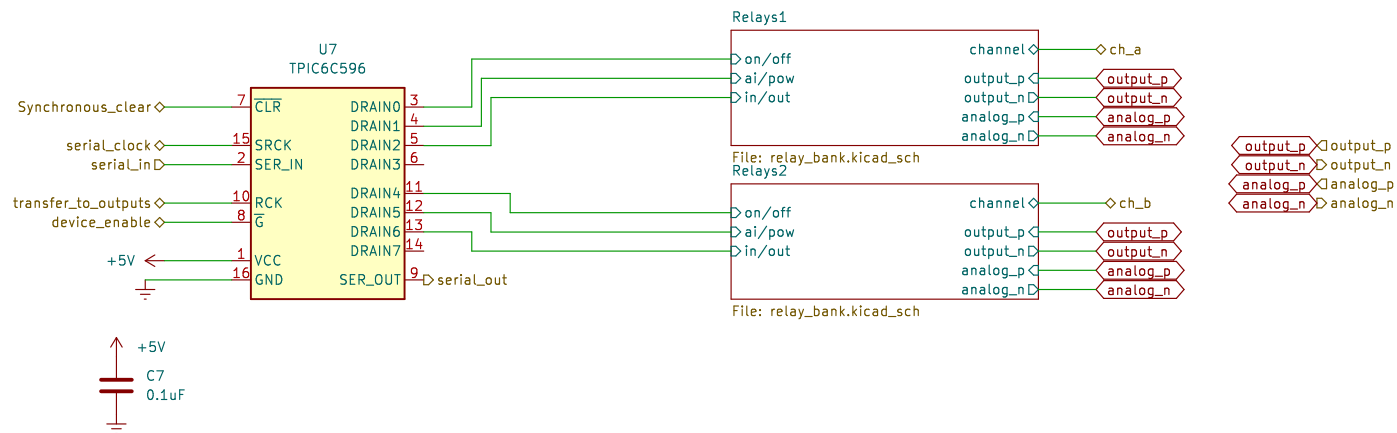 Relays1
U7
TPIC6C596
Synchronous_clear 7 CLR DRAIN0 3
DRAIN1 4
serial_clock 15 SRCK DRAIN2 5
serial_in 2 SER_IN DRAIN3 6
DRAIN4 11
transfer_to_outputs 10 RCK DRAIN5 12
device_enable 8 G DRAIN6 13
DRAIN7 14
+5V 1 VCC
16 GND SER_OUT 9 serial_out
on/off channel ch_a
ai/pow output_p output_p
in/out output_n output_n
analog_p analog_p
analog_n analog_n
File: relay_bank.kicad_sch
Relays2
on/off channel ch_b
ai/pow output_p output_p
in/out output_n output_n
analog_p analog_p
analog_n analog_n
File: relay_bank.kicad_sch
output_p output_p
output_n output_n
analog_p analog_p
analog_n analog_n
+5V
C7
0.1uF